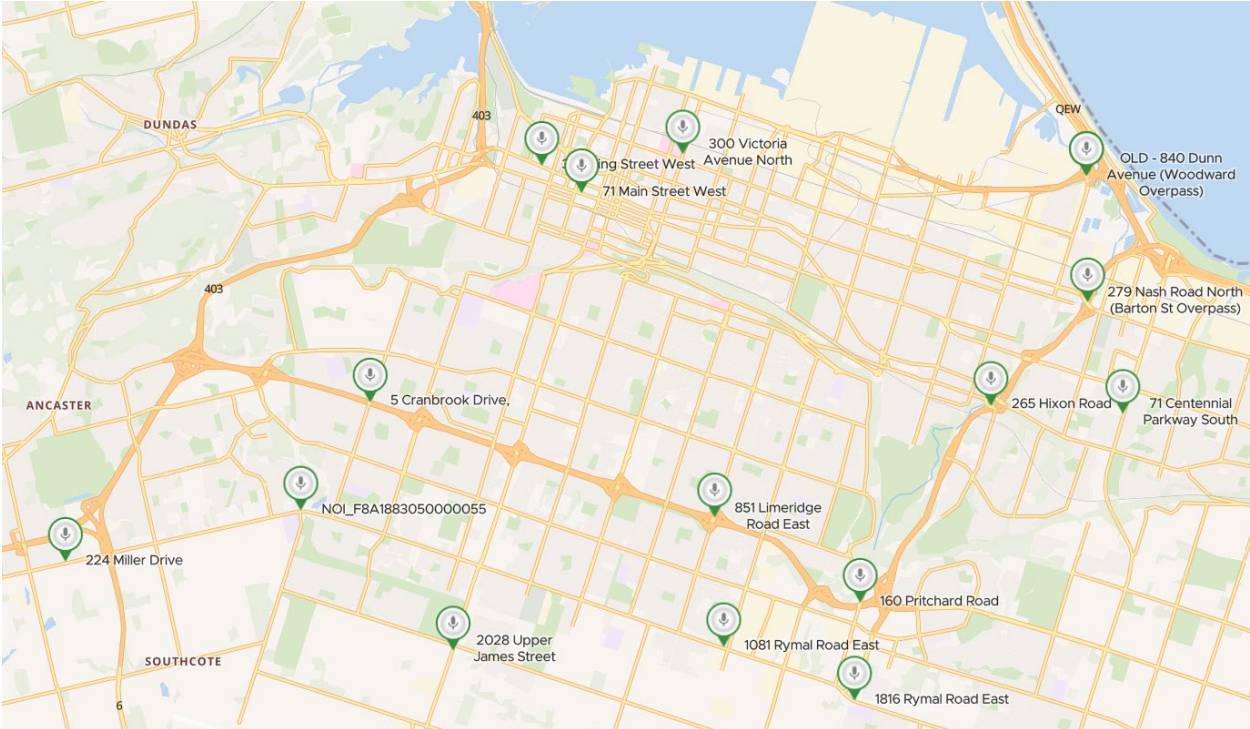 403
QEW
DUNDAS
300 Victoria
Avenue North
OLD - 840 Dunn
Avenue (Woodward
Overpass)
ing Street West
71 Main Street West
403
279 Nash Road North
(Barton St Overpass)
ANCASTER
5 Cranbrook Drive,
265 Hixon Road
71 Centennial
Parkway South
NOI_F8A1883050000055
851 Limeridge
Road East
224 Miller Drive
160 Pritchard Road
2028 Upper
James Street
1081 Rymal Road East
SOUTHCOTE
1816 Rymal Road East
6